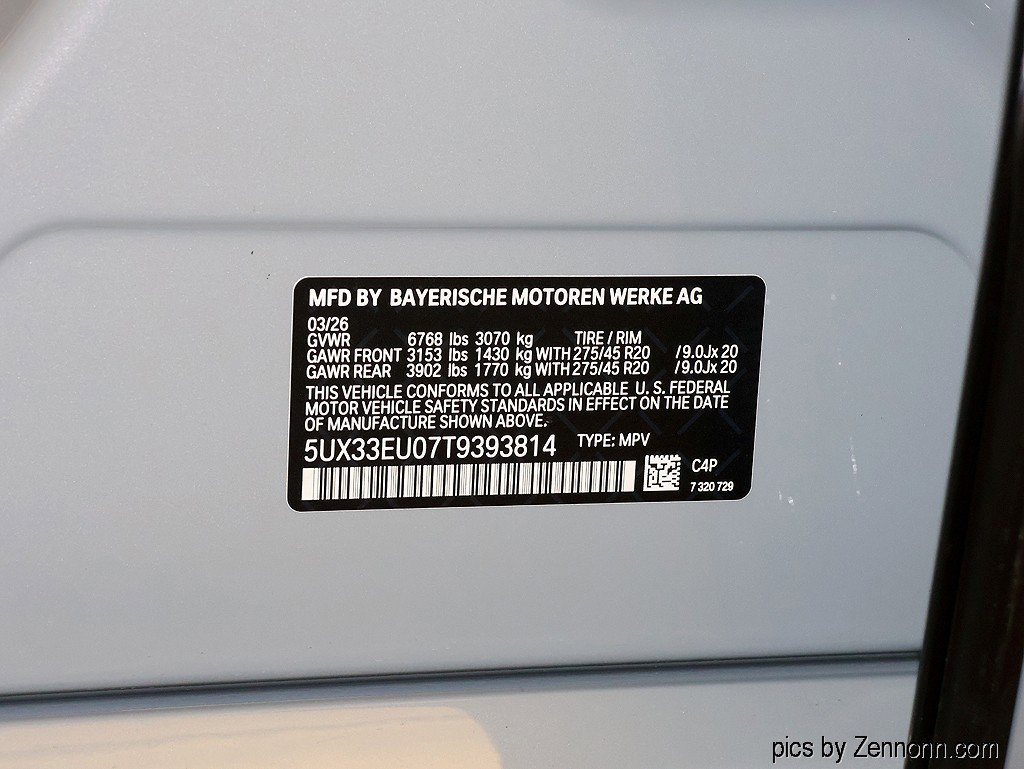 MFD BY BAYERISCHE MOTOREN WERKE AG
03/26
GVWR 6768 lbs 3070 kg TIRE / RIM
GAWR FRONT 3153 lbs 1430 kg WITH 275/45 R20 / 9.0Jx 20
GAWR REAR 3902 lbs 1770 kg WITH 275/45 R20 / 9.0Jx 20
THIS VEHICLE CONFORMS TO ALL APPLICABLE U. S. FEDERAL
MOTOR VEHICLE SAFETY STANDARDS IN EFFECT ON THE DATE
OF MANUFACTURE SHOWN ABOVE.
5UX33EU07T9393814 TYPE: MPV
C4P
7 320 729
pics by Zennonn.com